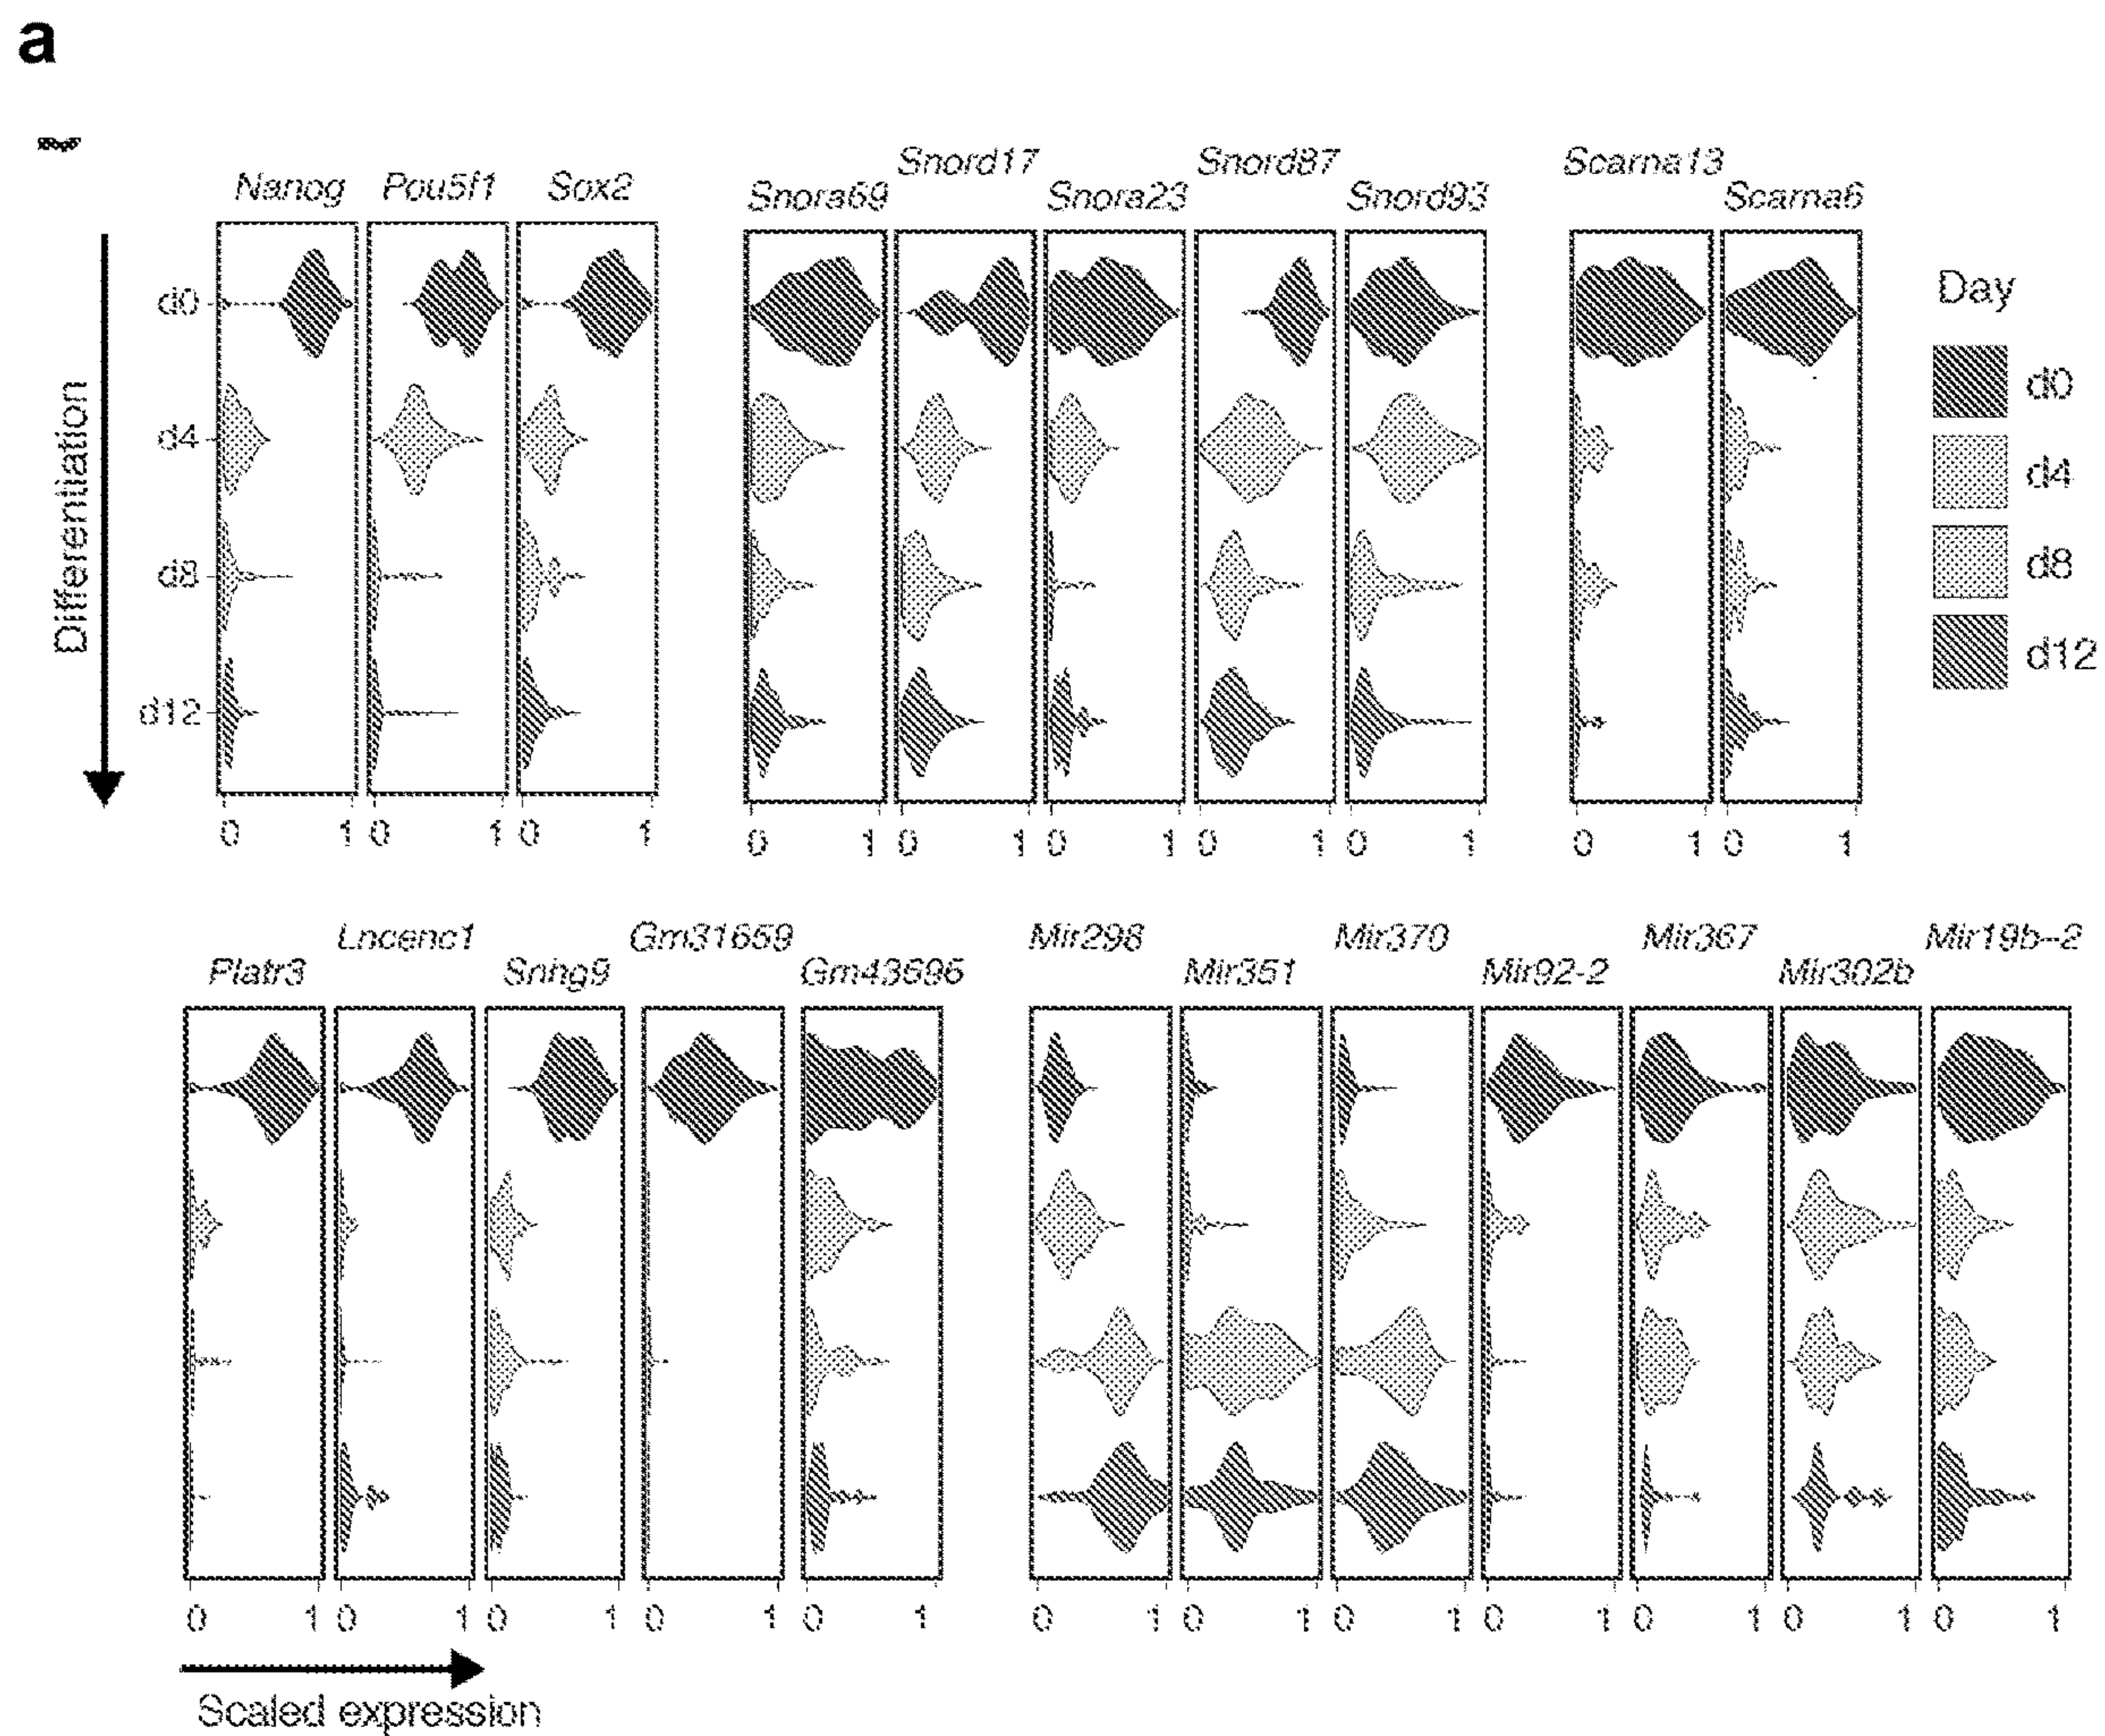 a
Nanog Pou5f1 Sox2
Snora69 Snord17 Snora23 Snord87 Snord93
Scarna13 Scarna6
Differentiation
d0
d4
d8
d12
0 1 0 1 0 1
0 1 0 1 0 1 0 1 0 1
0 1 0 1
Day
d0
d4
d8
d12
Platr3 Lncenc1 Snhg9 Gm31659 Gm43696
Mir298 Mir351 Mir370 Mir92-2 Mir367 Mir302b Mir19b-2
0 1 0 1 0 1 0 1 0 1
0 1 0 1 0 1 0 1 0 1 0 1 0 1
Scaled expression